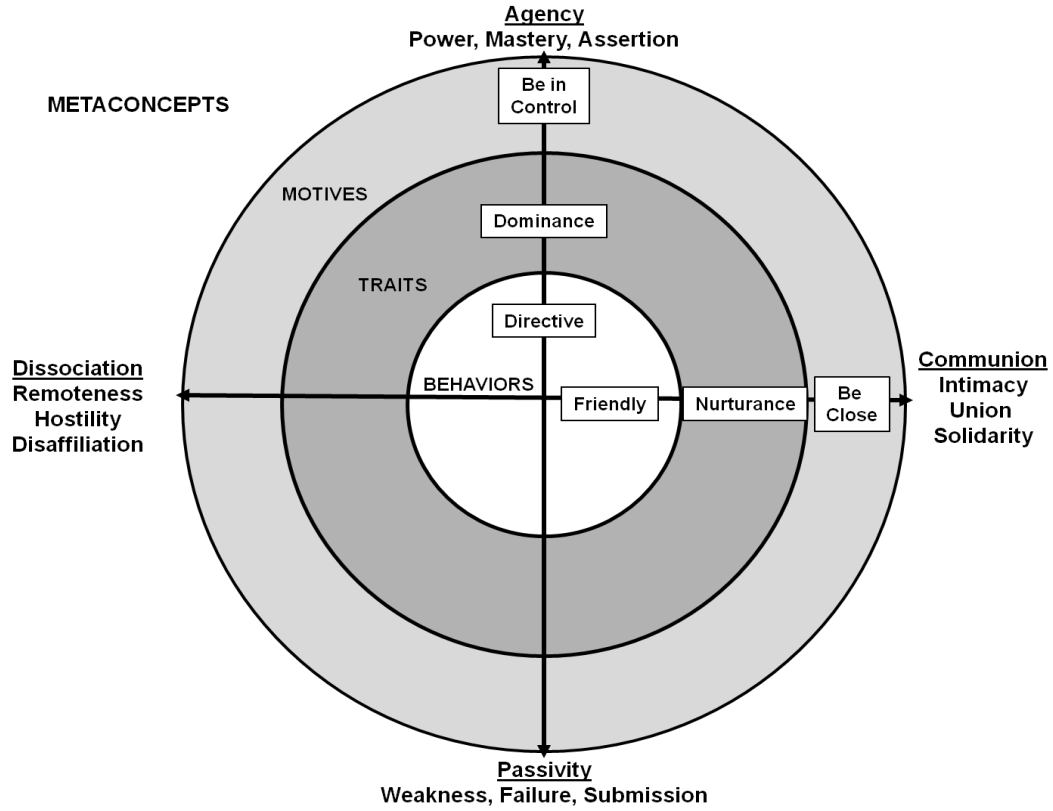 Agency
Power, Mastery, Assertion
METACONCEPTS
Be in
Control
MOTIVES
Dominance
TRAITS
Directive
BEHAVIORS
Friendly
Nurturance
Be
Close
Dissociation
Remoteness
Hostility
Disaffiliation
Communion
Intimacy
Union
Solidarity
Passivity
Weakness, Failure, Submission